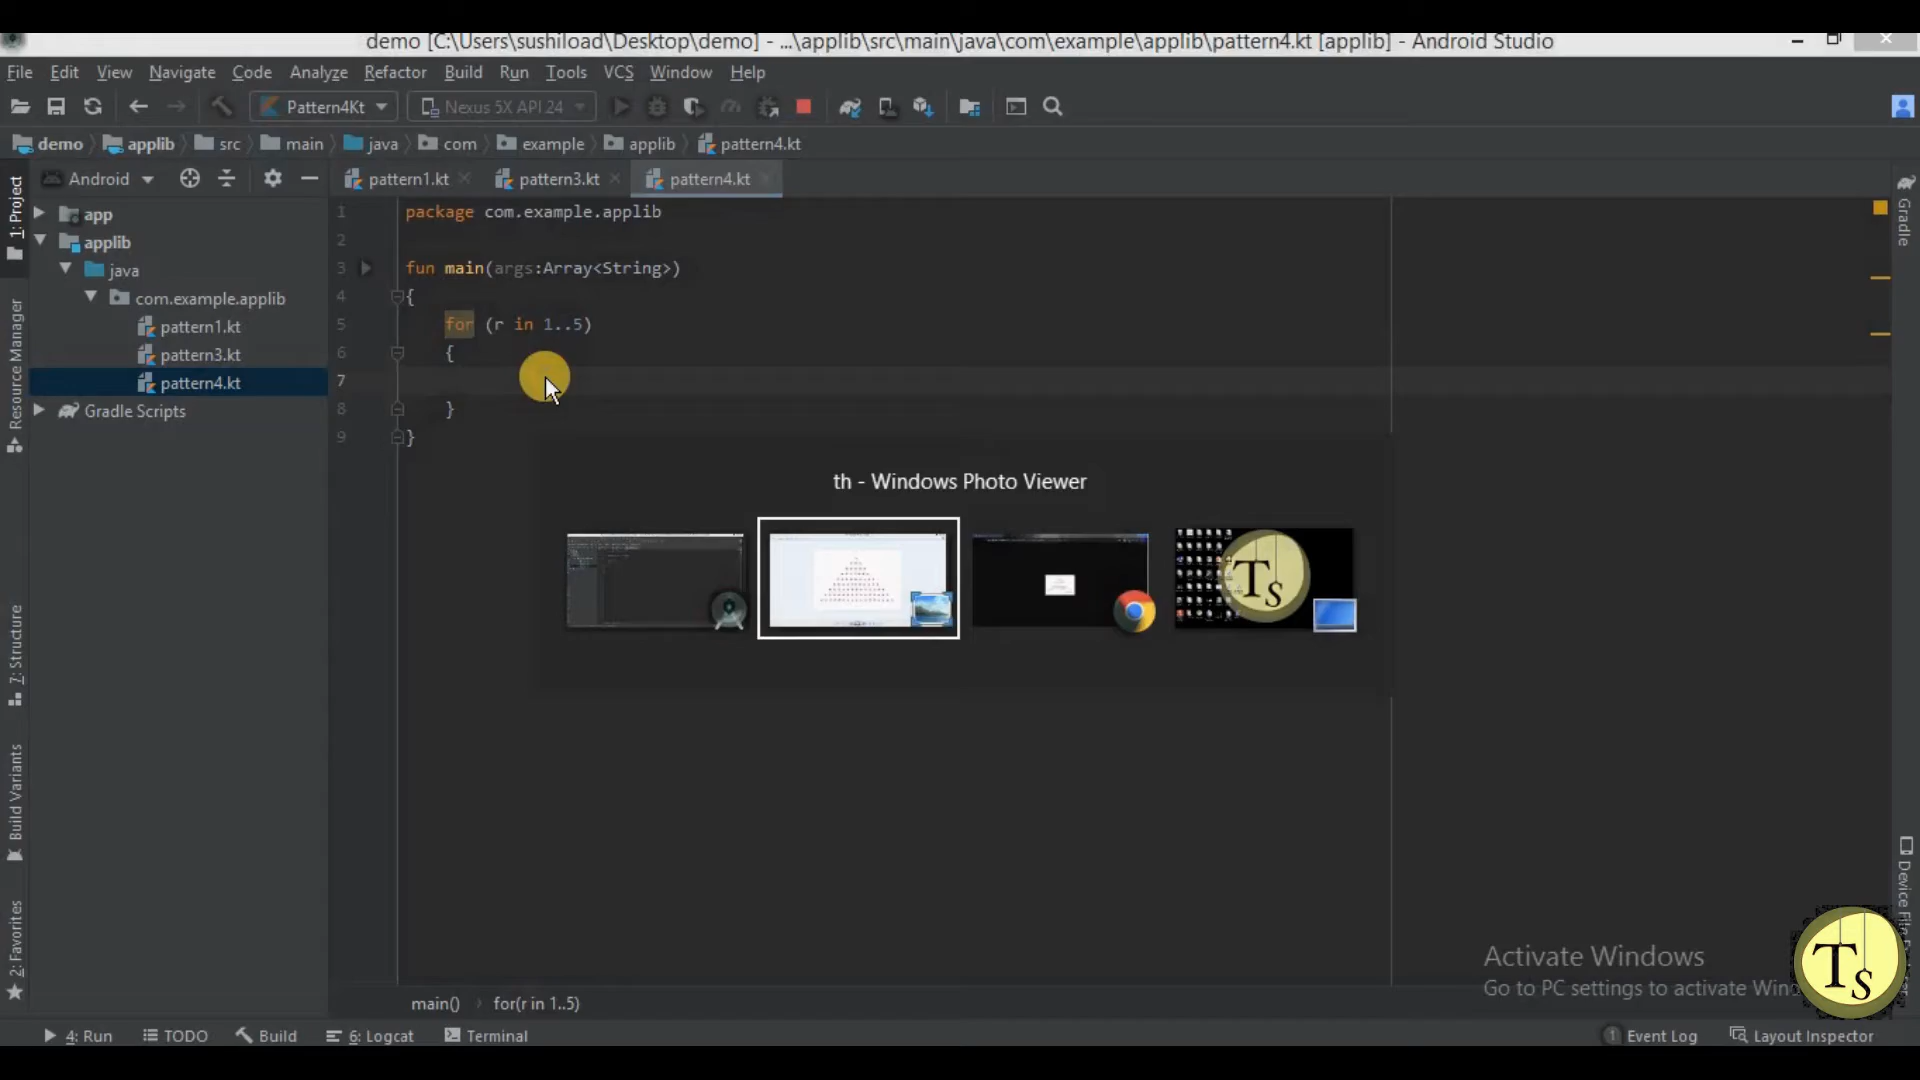 demo [C:\Users\sushiload\Desktop\demo] - ...\applib\src\main\java\com\example\applib\pattern4.kt [applib] - Android Studio
File Edit View Navigate Code Analyze Refactor Build Run Tools VCS Window Help
Pattern4Kt Nexus 5X API 24
demo applib src main java com example applib pattern4.kt
1: Project
Android
pattern1.kt pattern3.kt pattern4.kt
app
applib
java
com.example.applib
pattern1.kt
pattern3.kt
pattern4.kt
Gradle Scripts
1 package com.example.applib
2
3 fun main(args:Array<String>)
4 {
5 for (r in 1..5)
6 {
7
8 }
9 }
th - Windows Photo Viewer
Ts
Resource Manager
7: Structure
Build Variants
2: Favorites
Gradle
Device File
Activate Windows
Go to PC settings to activate
Ts
main() for(r in 1..5)
4: Run TODO Build 6: Logcat Terminal
1 Event Log Layout Inspector